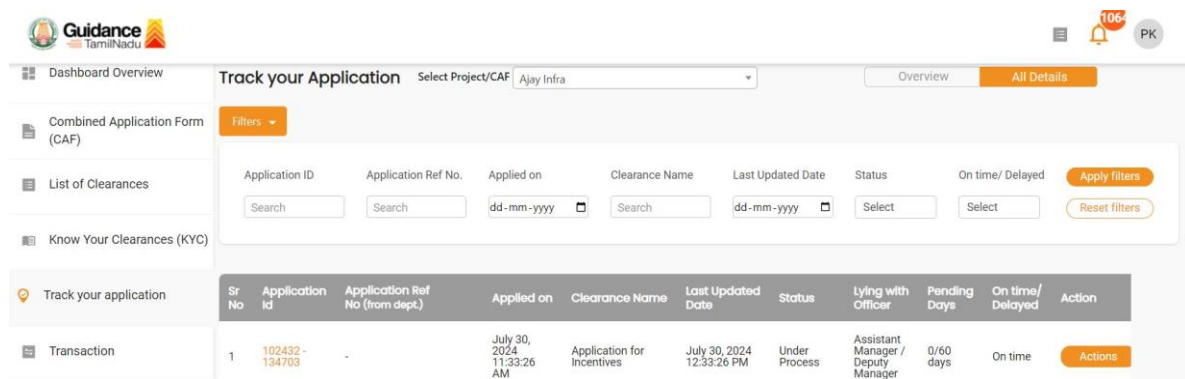 Guidance
TamilNadu
1064
PK
Dashboard Overview
Combined Application Form
(CAF)
List of Clearances
Know Your Clearances (KYC)
Track your application
Transaction
Track your Application
Select Project/CAF
Ajay Infra
Overview
All Details
Filters
Application ID
Application Ref No.
Applied on
Clearance Name
Last Updated Date
Status
On time/ Delayed
Apply filters
Search
Search
dd-mm-yyyy
Search
dd-mm-yyyy
Select
Select
Reset filters
Sr
No
Application
Id
Application Ref
No (from dept.)
Applied on
Clearance Name
Last Updated
Date
Status
Lying with
Officer
Pending
Days
On time/
Delayed
Action
1
102432 -
134703
-
July 30,
2024
11:33:26
AM
Application for
Incentives
July 30, 2024
12:33:26 PM
Under
Process
Assistant
Manager /
Deputy
Manager
0/60
days
On time
Actions